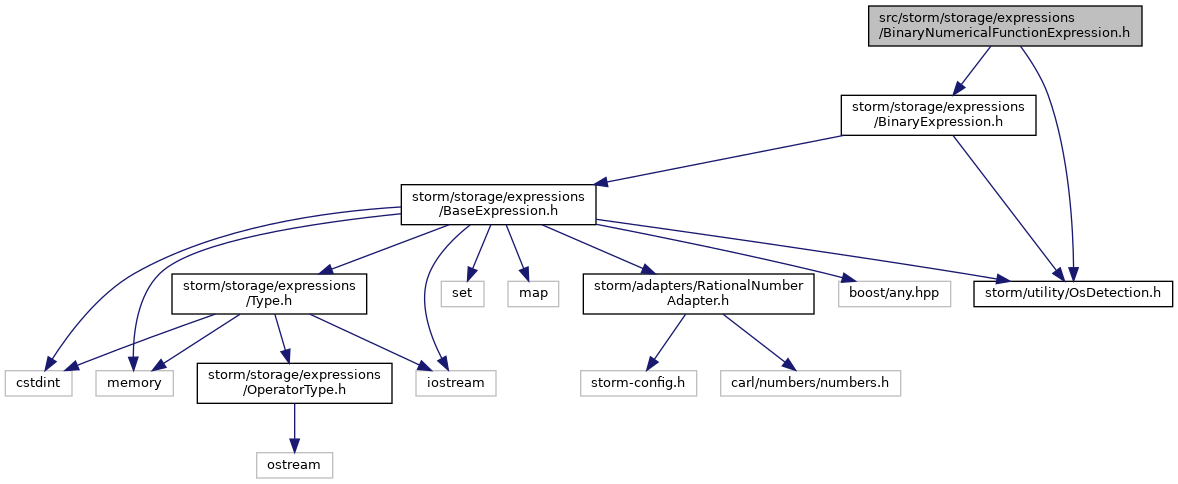 src/storm/storage/expressions
/BinaryNumericalFunctionExpression.h
storm/storage/expressions
/BinaryExpression.h
storm/storage/expressions
/BaseExpression.h
storm/storage/expressions
/Type.h
set
map
storm/adapters/RationalNumber
Adapter.h
boost/any.hpp
storm/utility/OsDetection.h
cstdint
memory
storm/storage/expressions
/OperatorType.h
iostream
storm-config.h
carl/numbers/numbers.h
ostream